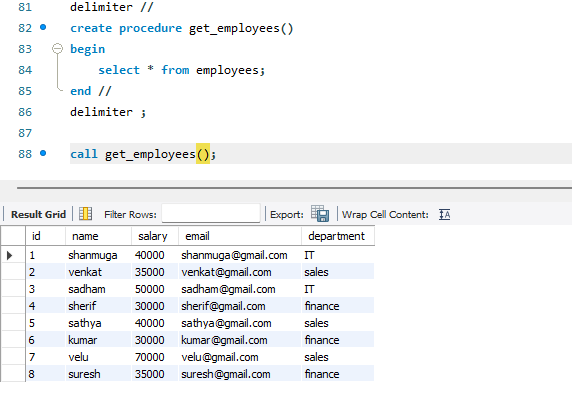 81 delimiter //
82 create procedure get_employees()
83 begin
84 select * from employees;
85 end //
86 delimiter ;
87
88 call get_employees();
Result Grid Filter Rows: Export: Wrap Cell Content: IA
id name salary email department
1 shanmuga 40000 shanmuga@gmail.com IT
2 venkat 35000 venkat@gmail.com sales
3 sadham 50000 sadham@gmail.com IT
4 sherif 30000 sherif@gmail.com finance
5 sathya 40000 sathya@gmail.com sales
6 kumar 30000 kumar@gmail.com finance
7 velu 70000 velu@gmail.com sales
8 suresh 35000 suresh@gmail.com finance